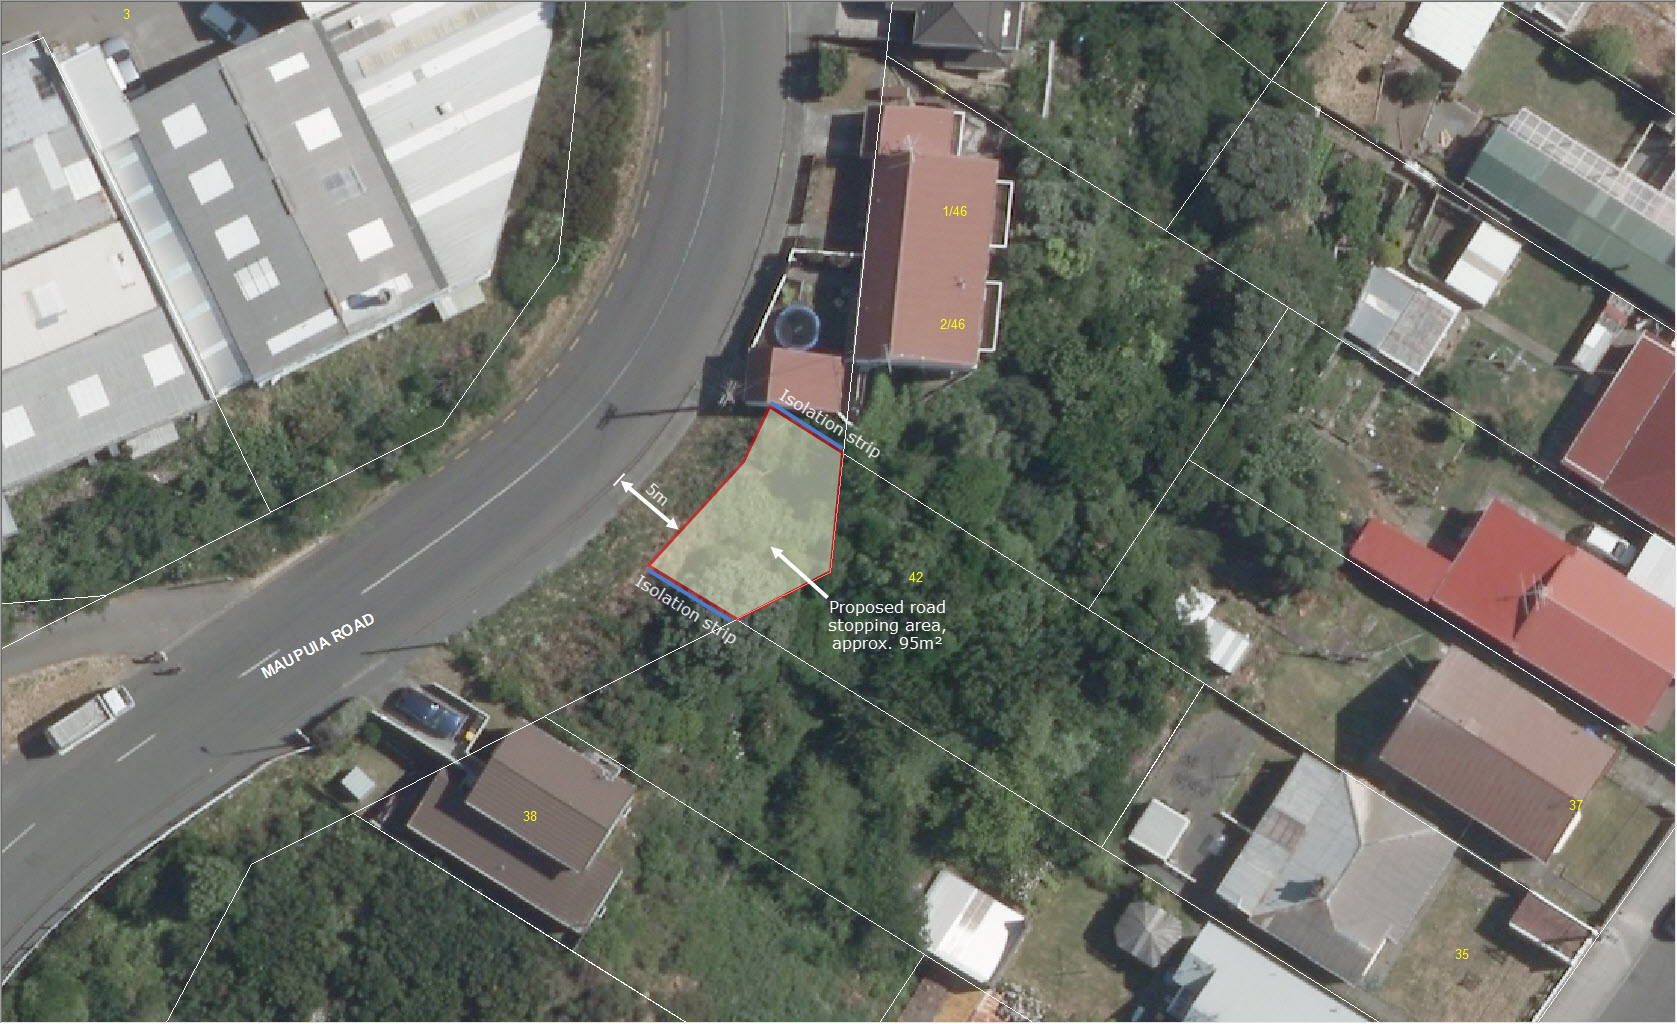 3
1/46
2/46
Isolation strip
5m
42
Isolation strip
Proposed road
stopping area,
approx. 95m²
MAUPUIA ROAD
38
37
35